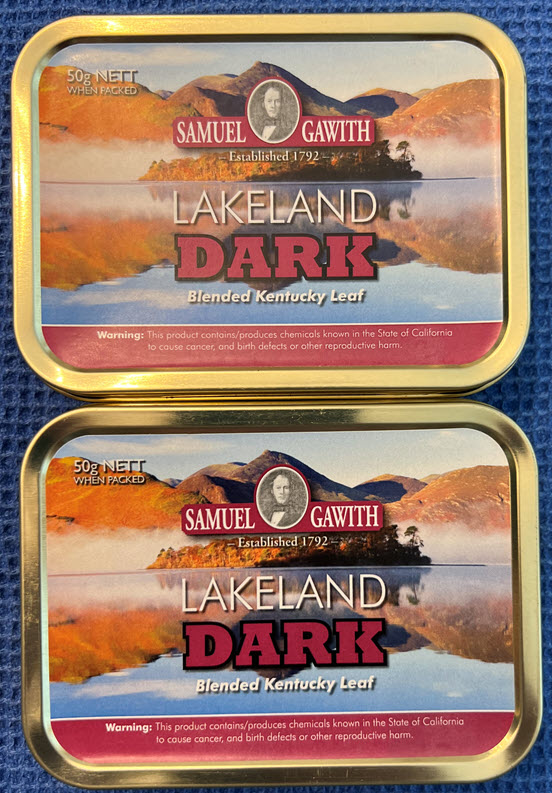 50g NETT
WHEN PACKED
SAMUEL GAWITH
– Established 1792 –
LAKELAND
DARK
Blended Kentucky Leaf
Warning: This product contains/produces chemicals known in the State of California
to cause cancer, and birth defects or other reproductive harm.
50g NETT
WHEN PACKED
SAMUEL GAWITH
– Established 1792 –
LAKELAND
DARK
Blended Kentucky Leaf
Warning: This product contains/produces chemicals known in the State of California
to cause cancer, and birth defects or other reproductive harm.